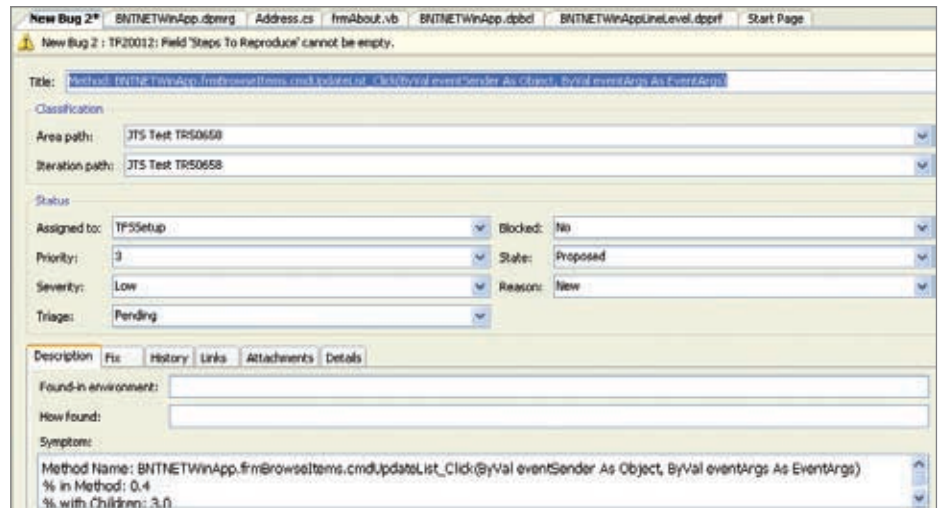 New Bug 2* BNTNETWinApp.dpmrg Address.cs frmAbout.vb BNTNETWinApp.dpbcl BNTNETWinAppLineLevel.dpprf Start Page
New Bug 2 : TF20012: Field 'Steps To Reproduce' cannot be empty.
Title: Method: BNTNETWinApp.frmBrowseItems.cmdUpdateList_Click(ByVal eventSender As Object, ByVal eventArgs As EventArgs)
Classification
Area path: JTS Test TR50658
Iteration path: JTS Test TR50658
Status
Assigned to: TFSSetup Blocked: No
Priority: 3 State: Proposed
Severity: Low Reason: New
Triage: Pending
Description Fix History Links Attachments Details
Found-in environment:
How found:
Symptom:
Method Name: BNTNETWinApp.frmBrowseItems.cmdUpdateList_Click(ByVal eventSender As Object, ByVal eventArgs As EventArgs)
% in Method: 0.4
% with Children: 3.0